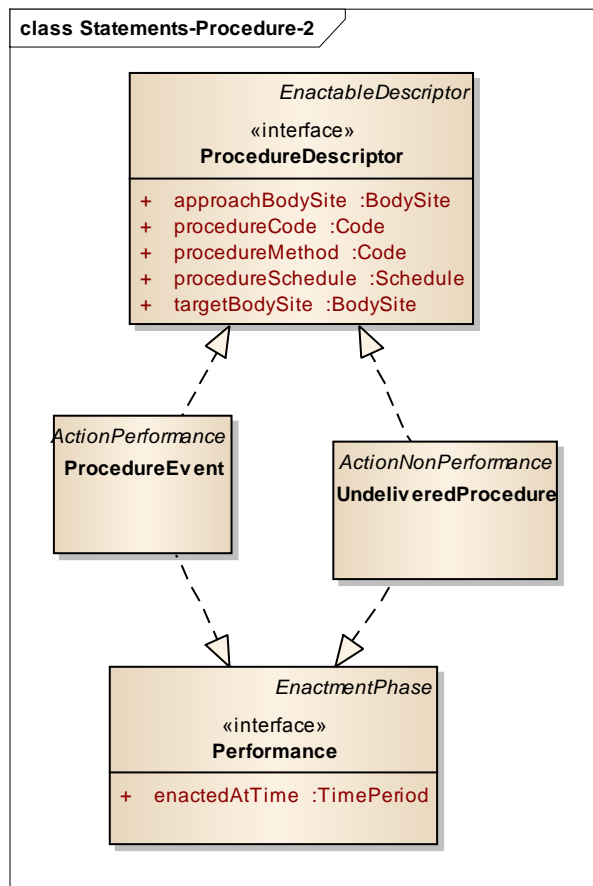 class Statements-Procedure-2
EnactableDescriptor
«interface»
ProcedureDescriptor
+ approachBodySite :BodySite
+ procedureCode :Code
+ procedureMethod :Code
+ procedureSchedule :Schedule
+ targetBodySite :BodySite
ActionPerformance
ProcedureEvent
ActionNonPerformance
UndeliveredProcedure
EnactmentPhase
«interface»
Performance
+ enactedAtTime :TimePeriod